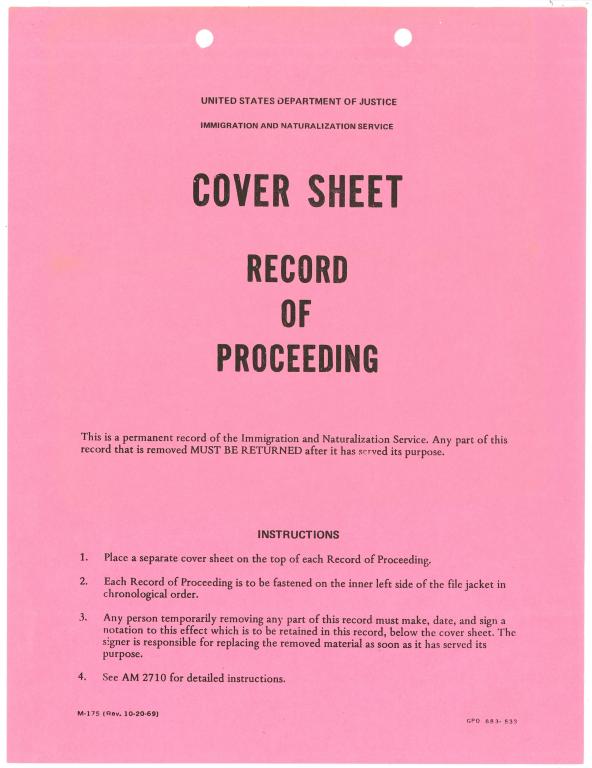 UNITED STATES DEPARTMENT OF JUSTICE
IMMIGRATION AND NATURALIZATION SERVICE
COVER SHEET
RECORD
OF
PROCEEDING
This is a permanent record of the Immigration and Naturalization Service. Any part of this
record that is removed MUST BE RETURNED after it has served its purpose.
INSTRUCTIONS
1. Place a separate cover sheet on the top of each Record of Proceeding.
2. Each Record of Proceeding is to be fastened on the inner left side of the file jacket in
chronological order.
3. Any person temporarily removing any part of this record must make, date, and sign a
notation to this effect which is to be retained in this record, below the cover sheet. The
signer is responsible for replacing the removed material as soon as it has served its
purpose.
4. See AM 2710 for detailed instructions.
M-175 (Rev. 10-20-69)
GPO 683-533